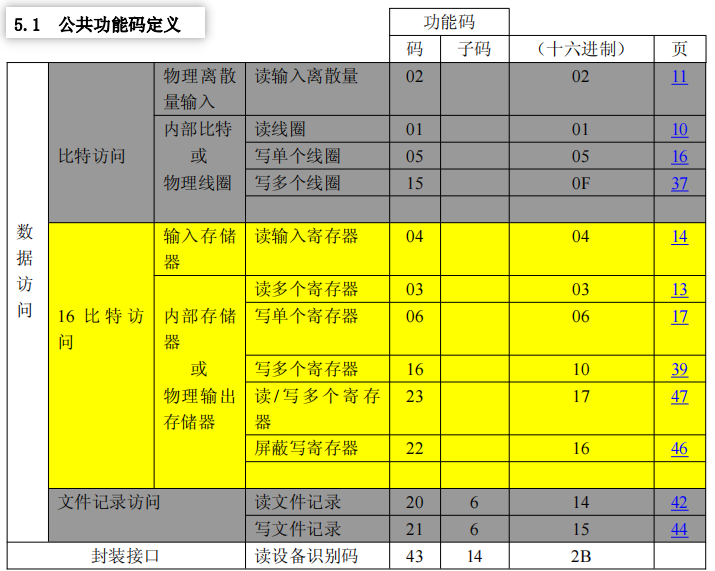 5.1 公共功能码定义
功能码
码 子码 （十六进制） 页
数据访问
比特访问
物理离散量输入 读输入离散量 02 02 11
内部比特或物理线圈
读线圈 01 01 10
写单个线圈 05 05 16
写多个线圈 15 0F 37
16比特访问
输入存储器 读输入寄存器 04 04 14
内部存储器或物理输出存储器
读多个寄存器 03 03 13
写单个寄存器 06 06 17
写多个寄存器 16 10 39
读/写多个寄存器 23 17 47
屏蔽写寄存器 22 16 46
文件记录访问
读文件记录 20 6 14 42
写文件记录 21 6 15 44
封装接口 读设备识别码 43 14 2B